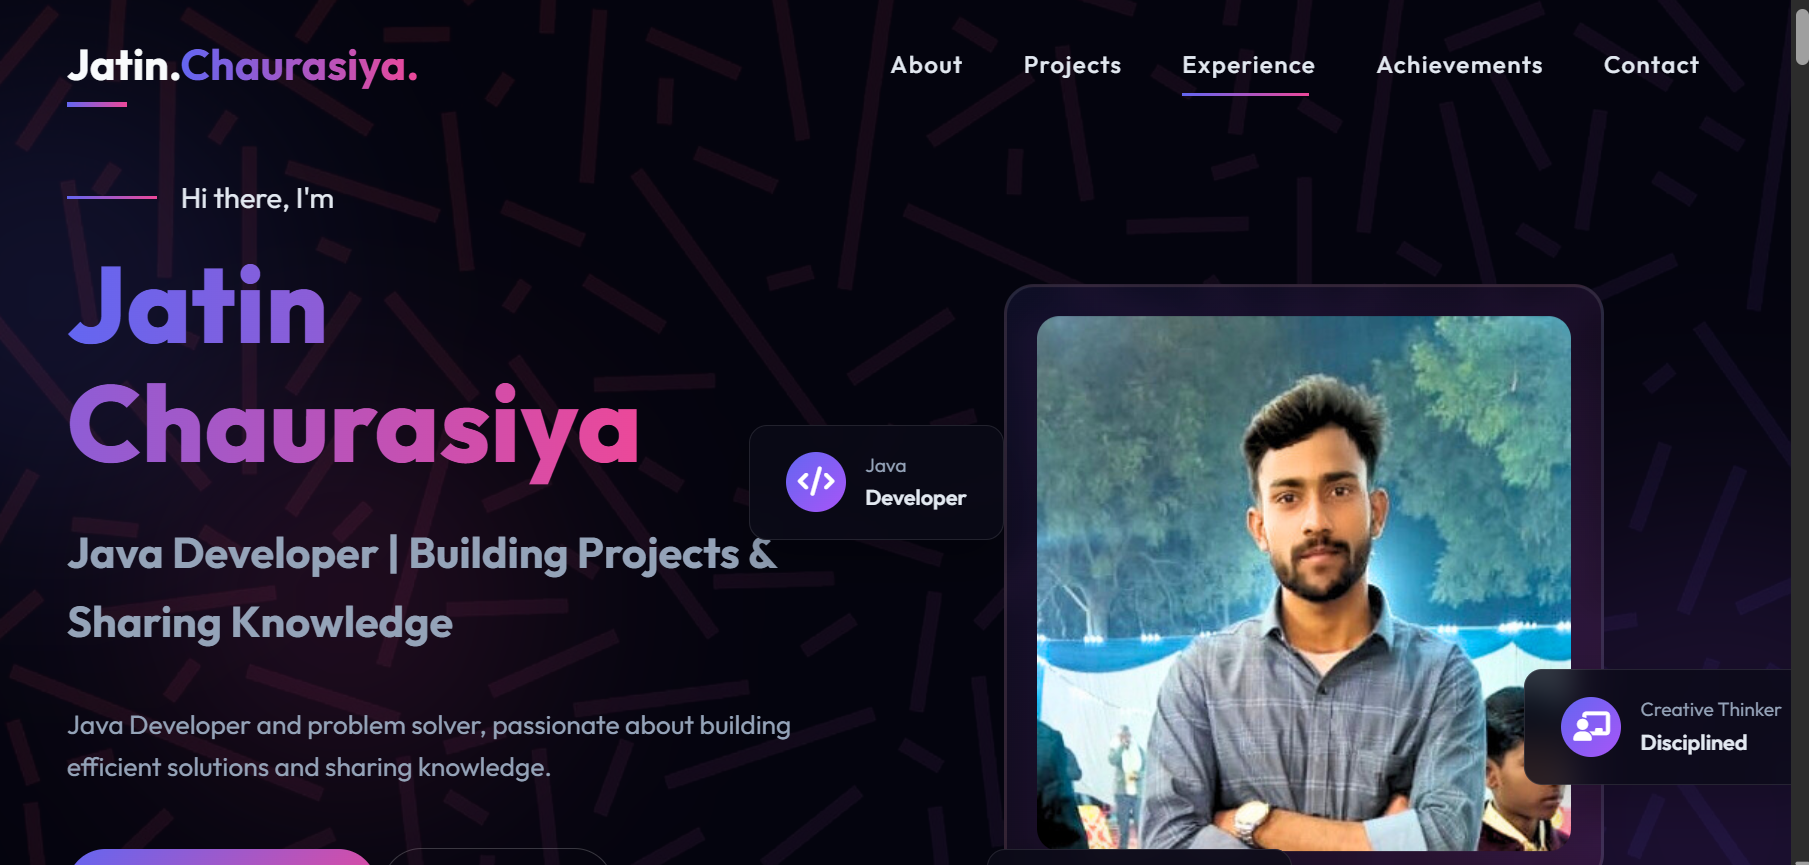 Jatin.Chaurasiya.
About
Projects
Experience
Achievements
Contact
Hi there, I'm
Jatin
Chaurasiya
Java Developer | Building Projects &
Sharing Knowledge
Java Developer and problem solver, passionate about building
efficient solutions and sharing knowledge.
Java
Developer
Creative Thinker
Disciplined